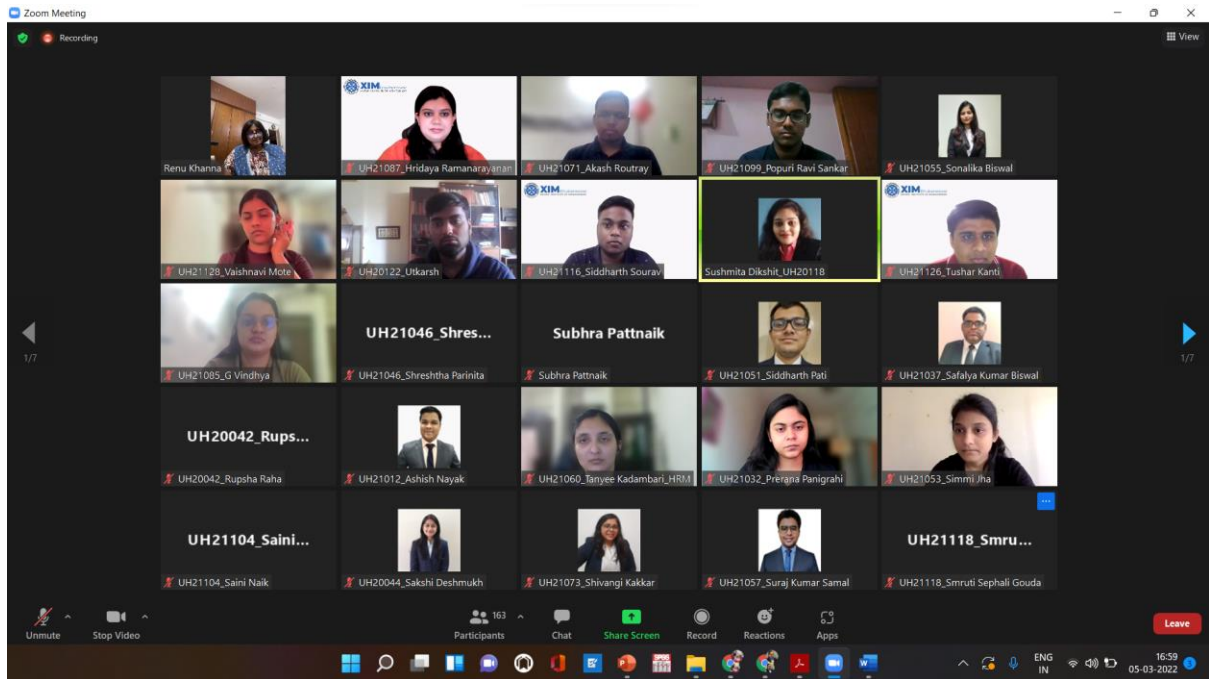 Zoom Meeting
Recording
View
XIM
Renu Khanna
UH21087_Hridaya Ramanarayanan
UH21071_Akash Routray
UH21099_Popuri Ravi Sankar
UH21055_Sonalika Biswal
XIM
XIM
UH21128_Vaishnavi Mote
UH20122_Utkarsh
UH21116_Siddharth Sourav
Sushmita Dikshit_UH20118
UH21126_Tushar Kanti
UH21046_Shres...
Subhra Pattnaik
1/7
1/7
UH21085_G Vindhya
UH21046_Shreshtha Parinita
Subhra Pattnaik
UH21051_Siddharth Pati
UH21037_Safalya Kumar Biswal
UH20042_Rups...
UH20042_Rupsha Raha
UH21012_Ashish Nayak
UH21060_Tanyee Kadambari_HRM
UH21032_Prerana Panigrahi
UH21053_Simmi Jha
UH21104_Saini...
UH21118_Smru...
UH21104_Saini Naik
UH20044_Sakshi Deshmukh
UH21073_Shivangi Kakkar
UH21057_Suraj Kumar Samal
UH21118_Smruti Sephali Gouda
163
Unmute
Stop Video
Participants
Chat
Share Screen
Record
Reactions
Apps
Leave
ENG
IN
16:59
05-03-2022